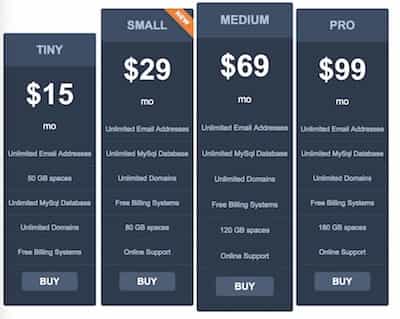 TINY
$15
mo
Unlimited Email Addresses
50 GB spaces
Unlimited MySql Database
Unlimited Domains
Free Billing Systems
BUY
SMALL
NEW
$29
mo
Unlimited Email Addresses
Unlimited MySql Database
Unlimited Domains
Free Billing Systems
80 GB spaces
Online Support
BUY
MEDIUM
$69
mo
Unlimited Email Addresses
Unlimited MySql Database
Unlimited Domains
Free Billing Systems
120 GB spaces
Online Support
BUY
PRO
$99
mo
Unlimited Email Addresses
Unlimited MySql Database
Unlimited Domains
Free Billing Systems
180 GB spaces
Online Support
BUY